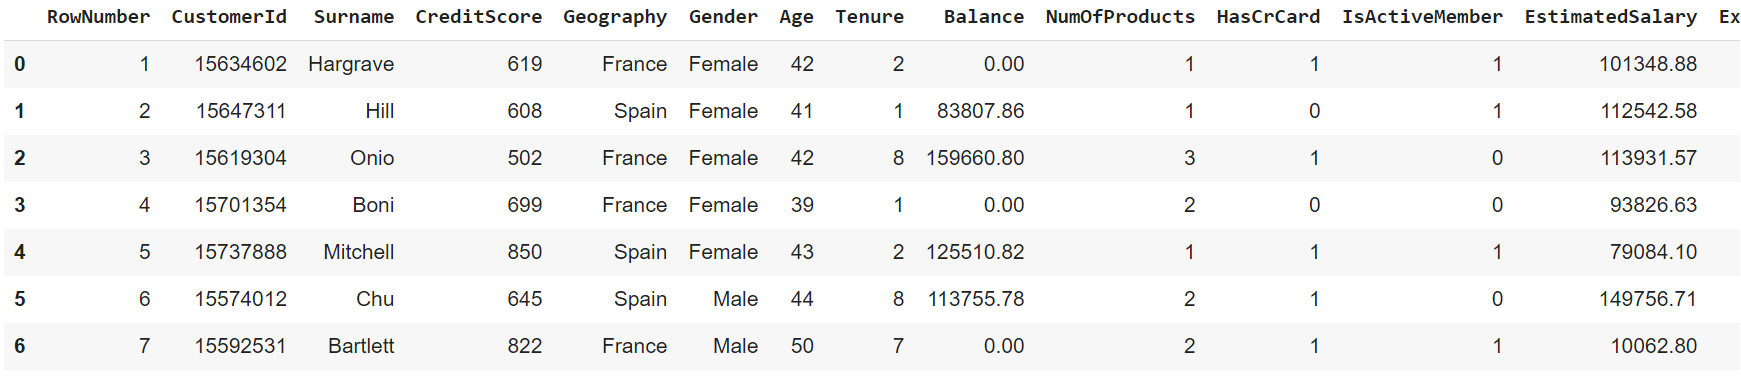 RowNumber CustomerId Surname CreditScore Geography Gender Age Tenure Balance NumOfProducts HasCrCard IsActiveMember EstimatedSalary Ex
0 1 15634602 Hargrave 619 France Female 42 2 0.00 1 1 1 101348.88
1 2 15647311 Hill 608 Spain Female 41 1 83807.86 1 0 1 112542.58
2 3 15619304 Onio 502 France Female 42 8 159660.80 3 1 0 113931.57
3 4 15701354 Boni 699 France Female 39 1 0.00 2 0 0 93826.63
4 5 15737888 Mitchell 850 Spain Female 43 2 125510.82 1 1 1 79084.10
5 6 15574012 Chu 645 Spain Male 44 8 113755.78 2 1 0 149756.71
6 7 15592531 Bartlett 822 France Male 50 7 0.00 2 1 1 10062.80